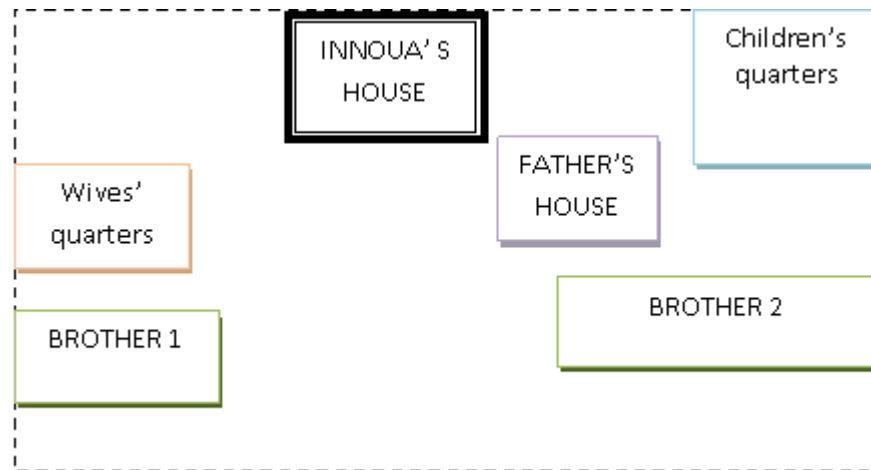 INNOUA' S
HOUSE
Children's
quarters
FATHER'S
HOUSE
Wives'
quarters
BROTHER 1
BROTHER 2